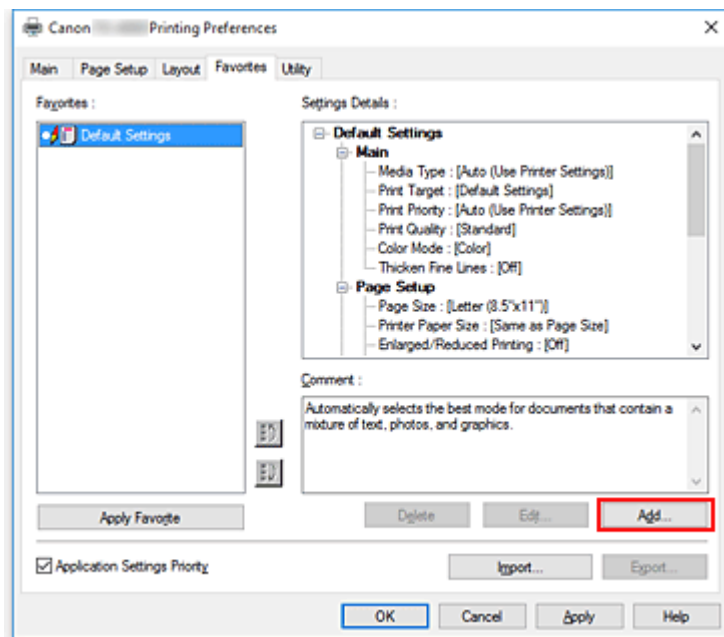 Canon Printing Preferences
Main Page Setup Layout Favorites Utility
Favorites :
Default Settings
Apply Favorite
Settings Details :
Default Settings
Main
Media Type : [Auto (Use Printer Settings)]
Print Target : [Default Settings]
Print Priority : [Auto (Use Printer Settings)]
Print Quality : [Standard]
Color Mode : [Color]
Thicken Fine Lines : [Off]
Page Setup
Page Size : [Letter (8.5"x11")]
Printer Paper Size : [Same as Page Size]
Enlarged/Reduced Printing : [Off]
Comment :
Automatically selects the best mode for documents that contain a
mixture of text, photos, and graphics.
Delete Edit... Add...
Application Settings Priority
Import... Export...
OK Cancel Apply Help